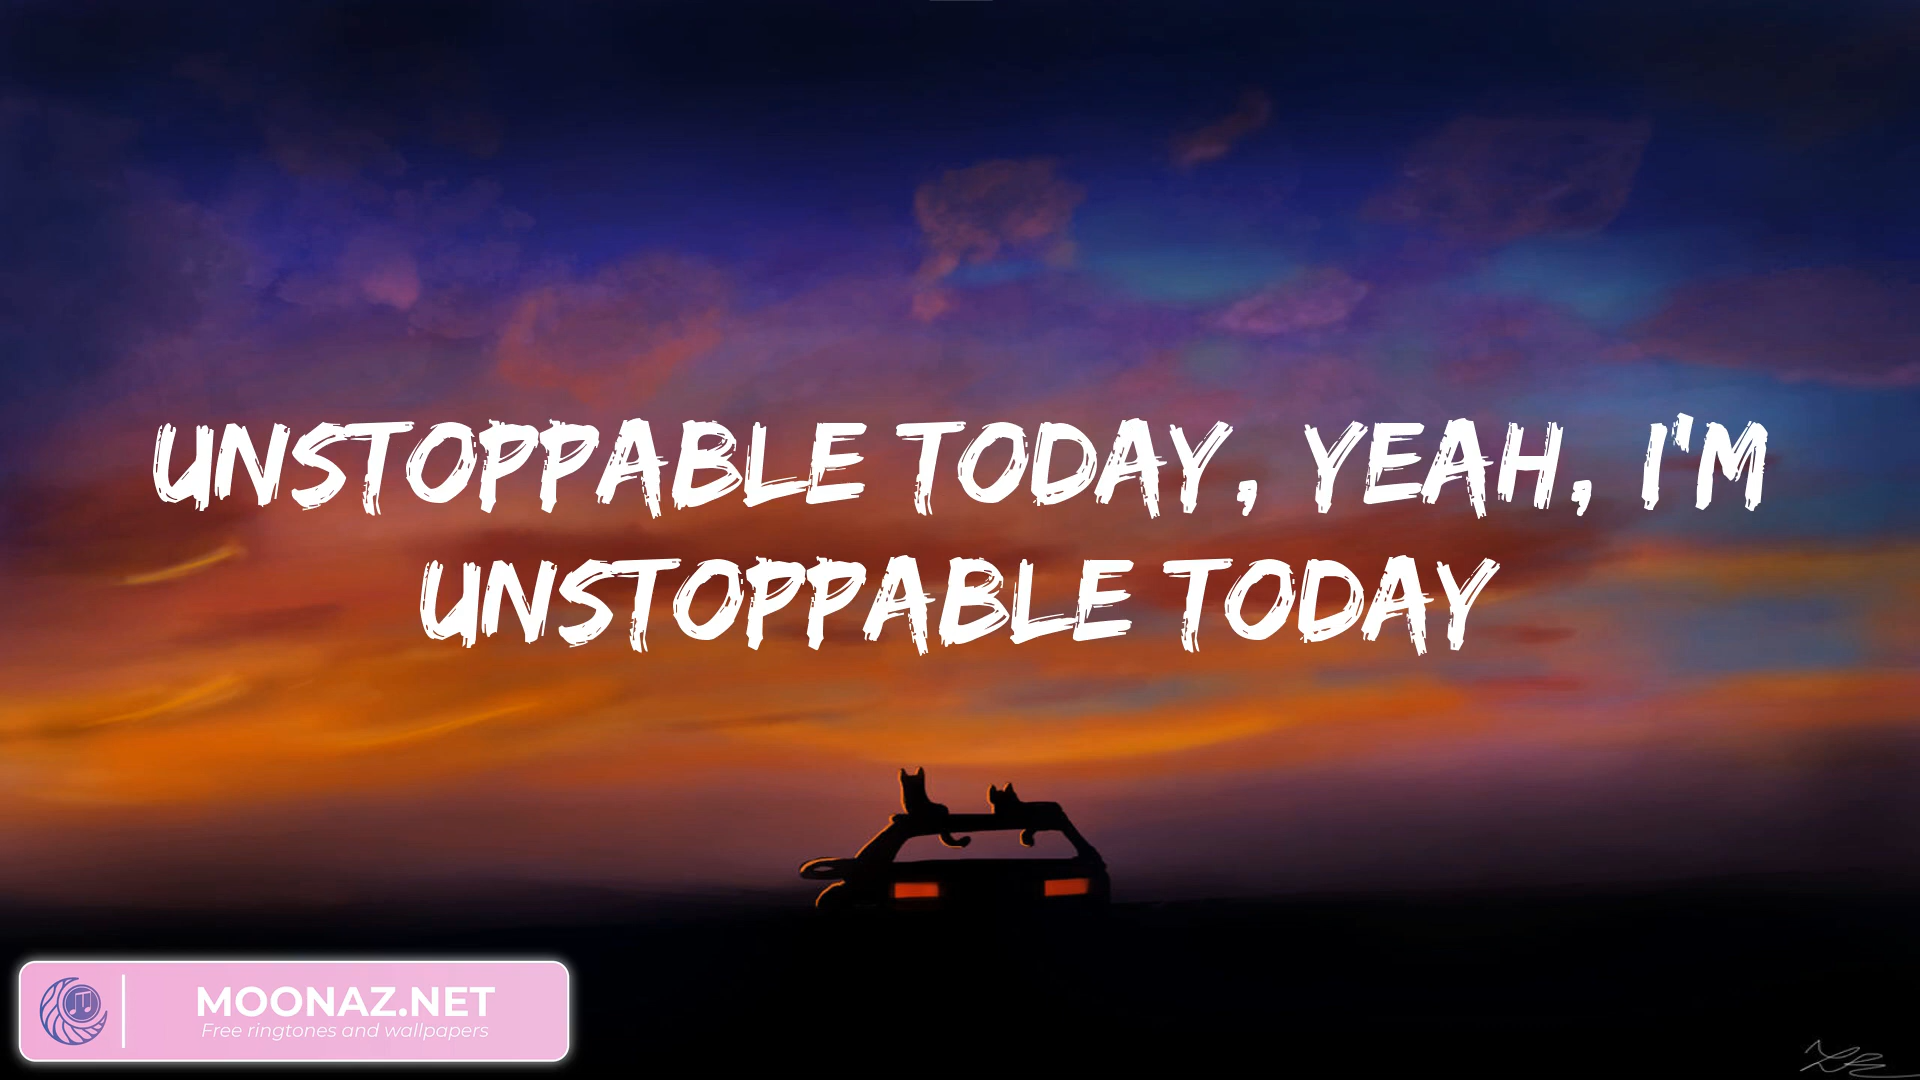 UNSTOPPABLE TODAY, YEAH, I'M
UNSTOPPABLE TODAY
MOONAZ.NET
Free ringtones and wallpapers